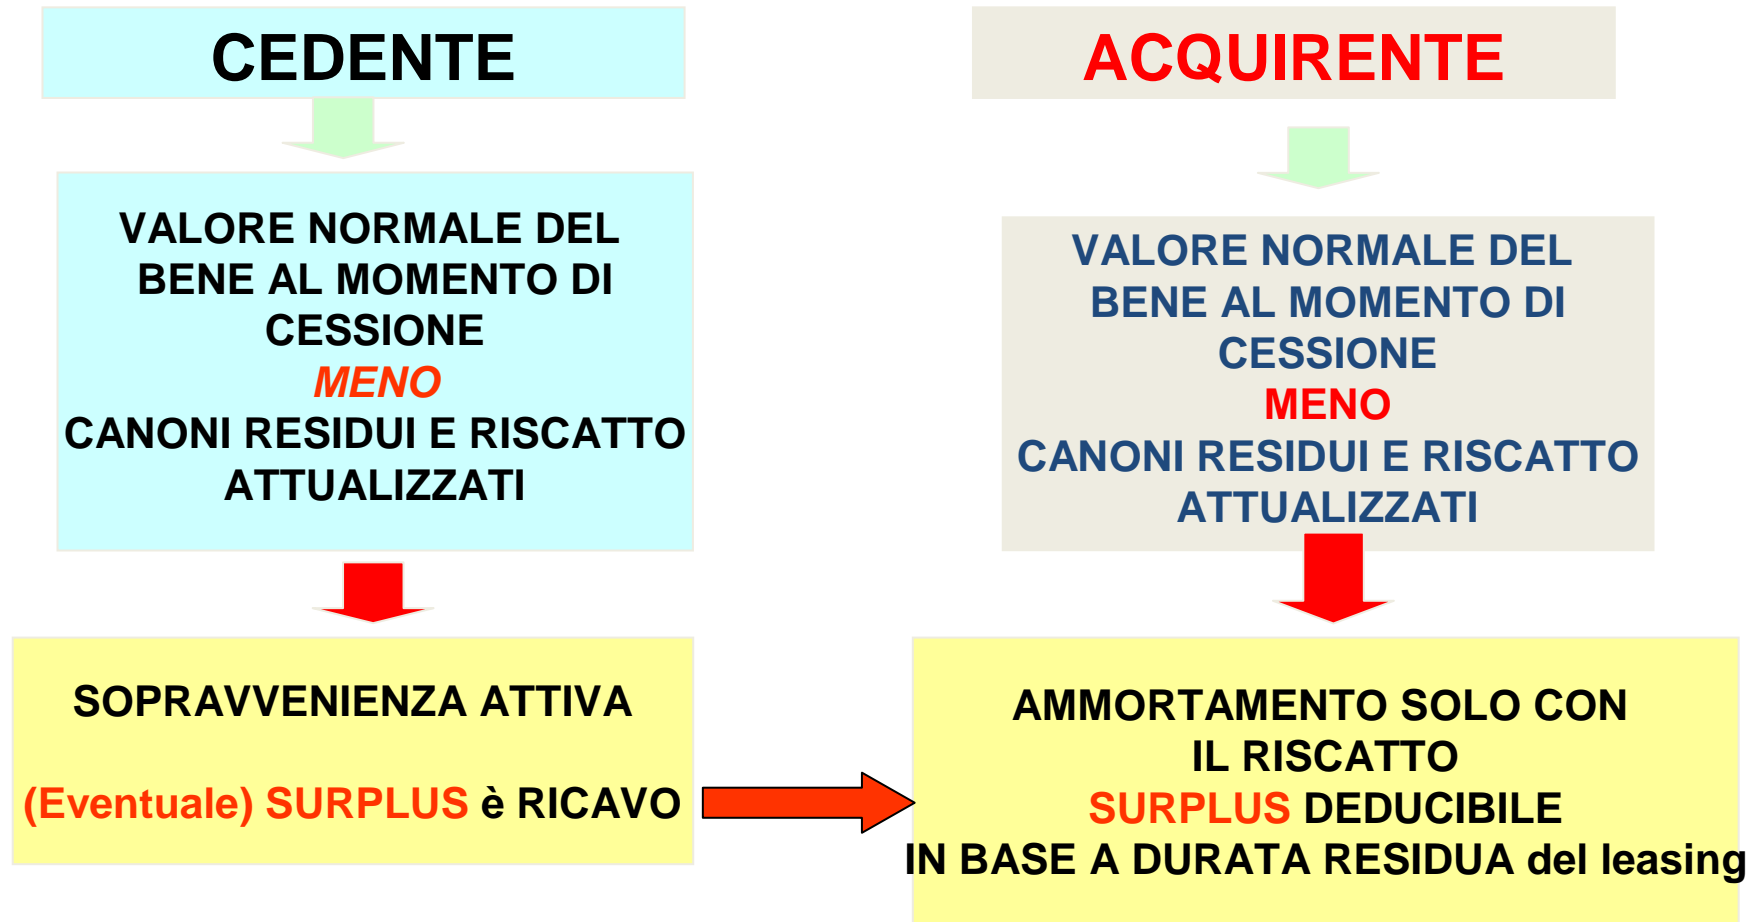 CEDENTE
VALORE NORMALE DEL
BENE AL MOMENTO DI
CESSIONE
MENO
CANONI RESIDUI E RISCATTO
ATTUALIZZATI
SOPRAVVENIENZA ATTIVA
(Eventuale) SURPLUS è RICAVO
ACQUIRENTE
VALORE NORMALE DEL
BENE AL MOMENTO DI
CESSIONE
MENO
CANONI RESIDUI E RISCATTO
ATTUALIZZATI
AMMORTAMENTO SOLO CON
IL RISCATTO
SURPLUS DEDUCIBILE
IN BASE A DURATA RESIDUA del leasing